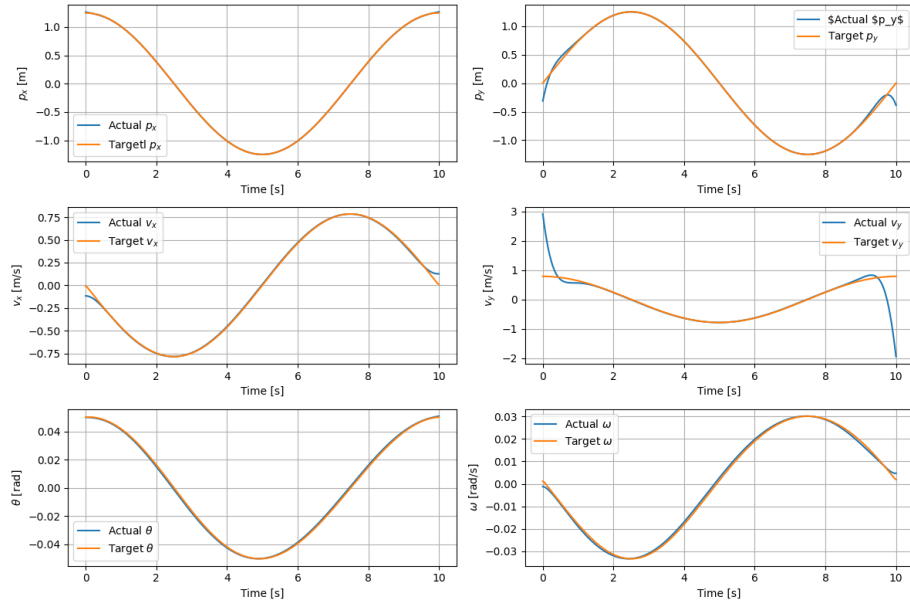 1.0
0.5
0.0
−0.5
−1.0
p_x [m]
Actual p_x
Targetl p_x
0 2 4 6 8 10
Time [s]
1.0
0.5
0.0
−0.5
−1.0
p_y [m]
$Actual $p_y$
Target p_y
0 2 4 6 8 10
Time [s]
0.75
0.50
0.25
0.00
−0.25
−0.50
−0.75
v_x [m/s]
Actual v_x
Target v_x
0 2 4 6 8 10
Time [s]
3
2
1
0
−1
−2
v_y [m/s]
Actual v_y
Target v_y
0 2 4 6 8 10
Time [s]
0.04
0.02
0.00
−0.02
−0.04
θ [rad]
Actual θ
Target θ
0 2 4 6 8 10
Time [s]
0.03
0.02
0.01
0.00
−0.01
−0.02
−0.03
ω [rad/s]
Actual ω
Target ω
0 2 4 6 8 10
Time [s]